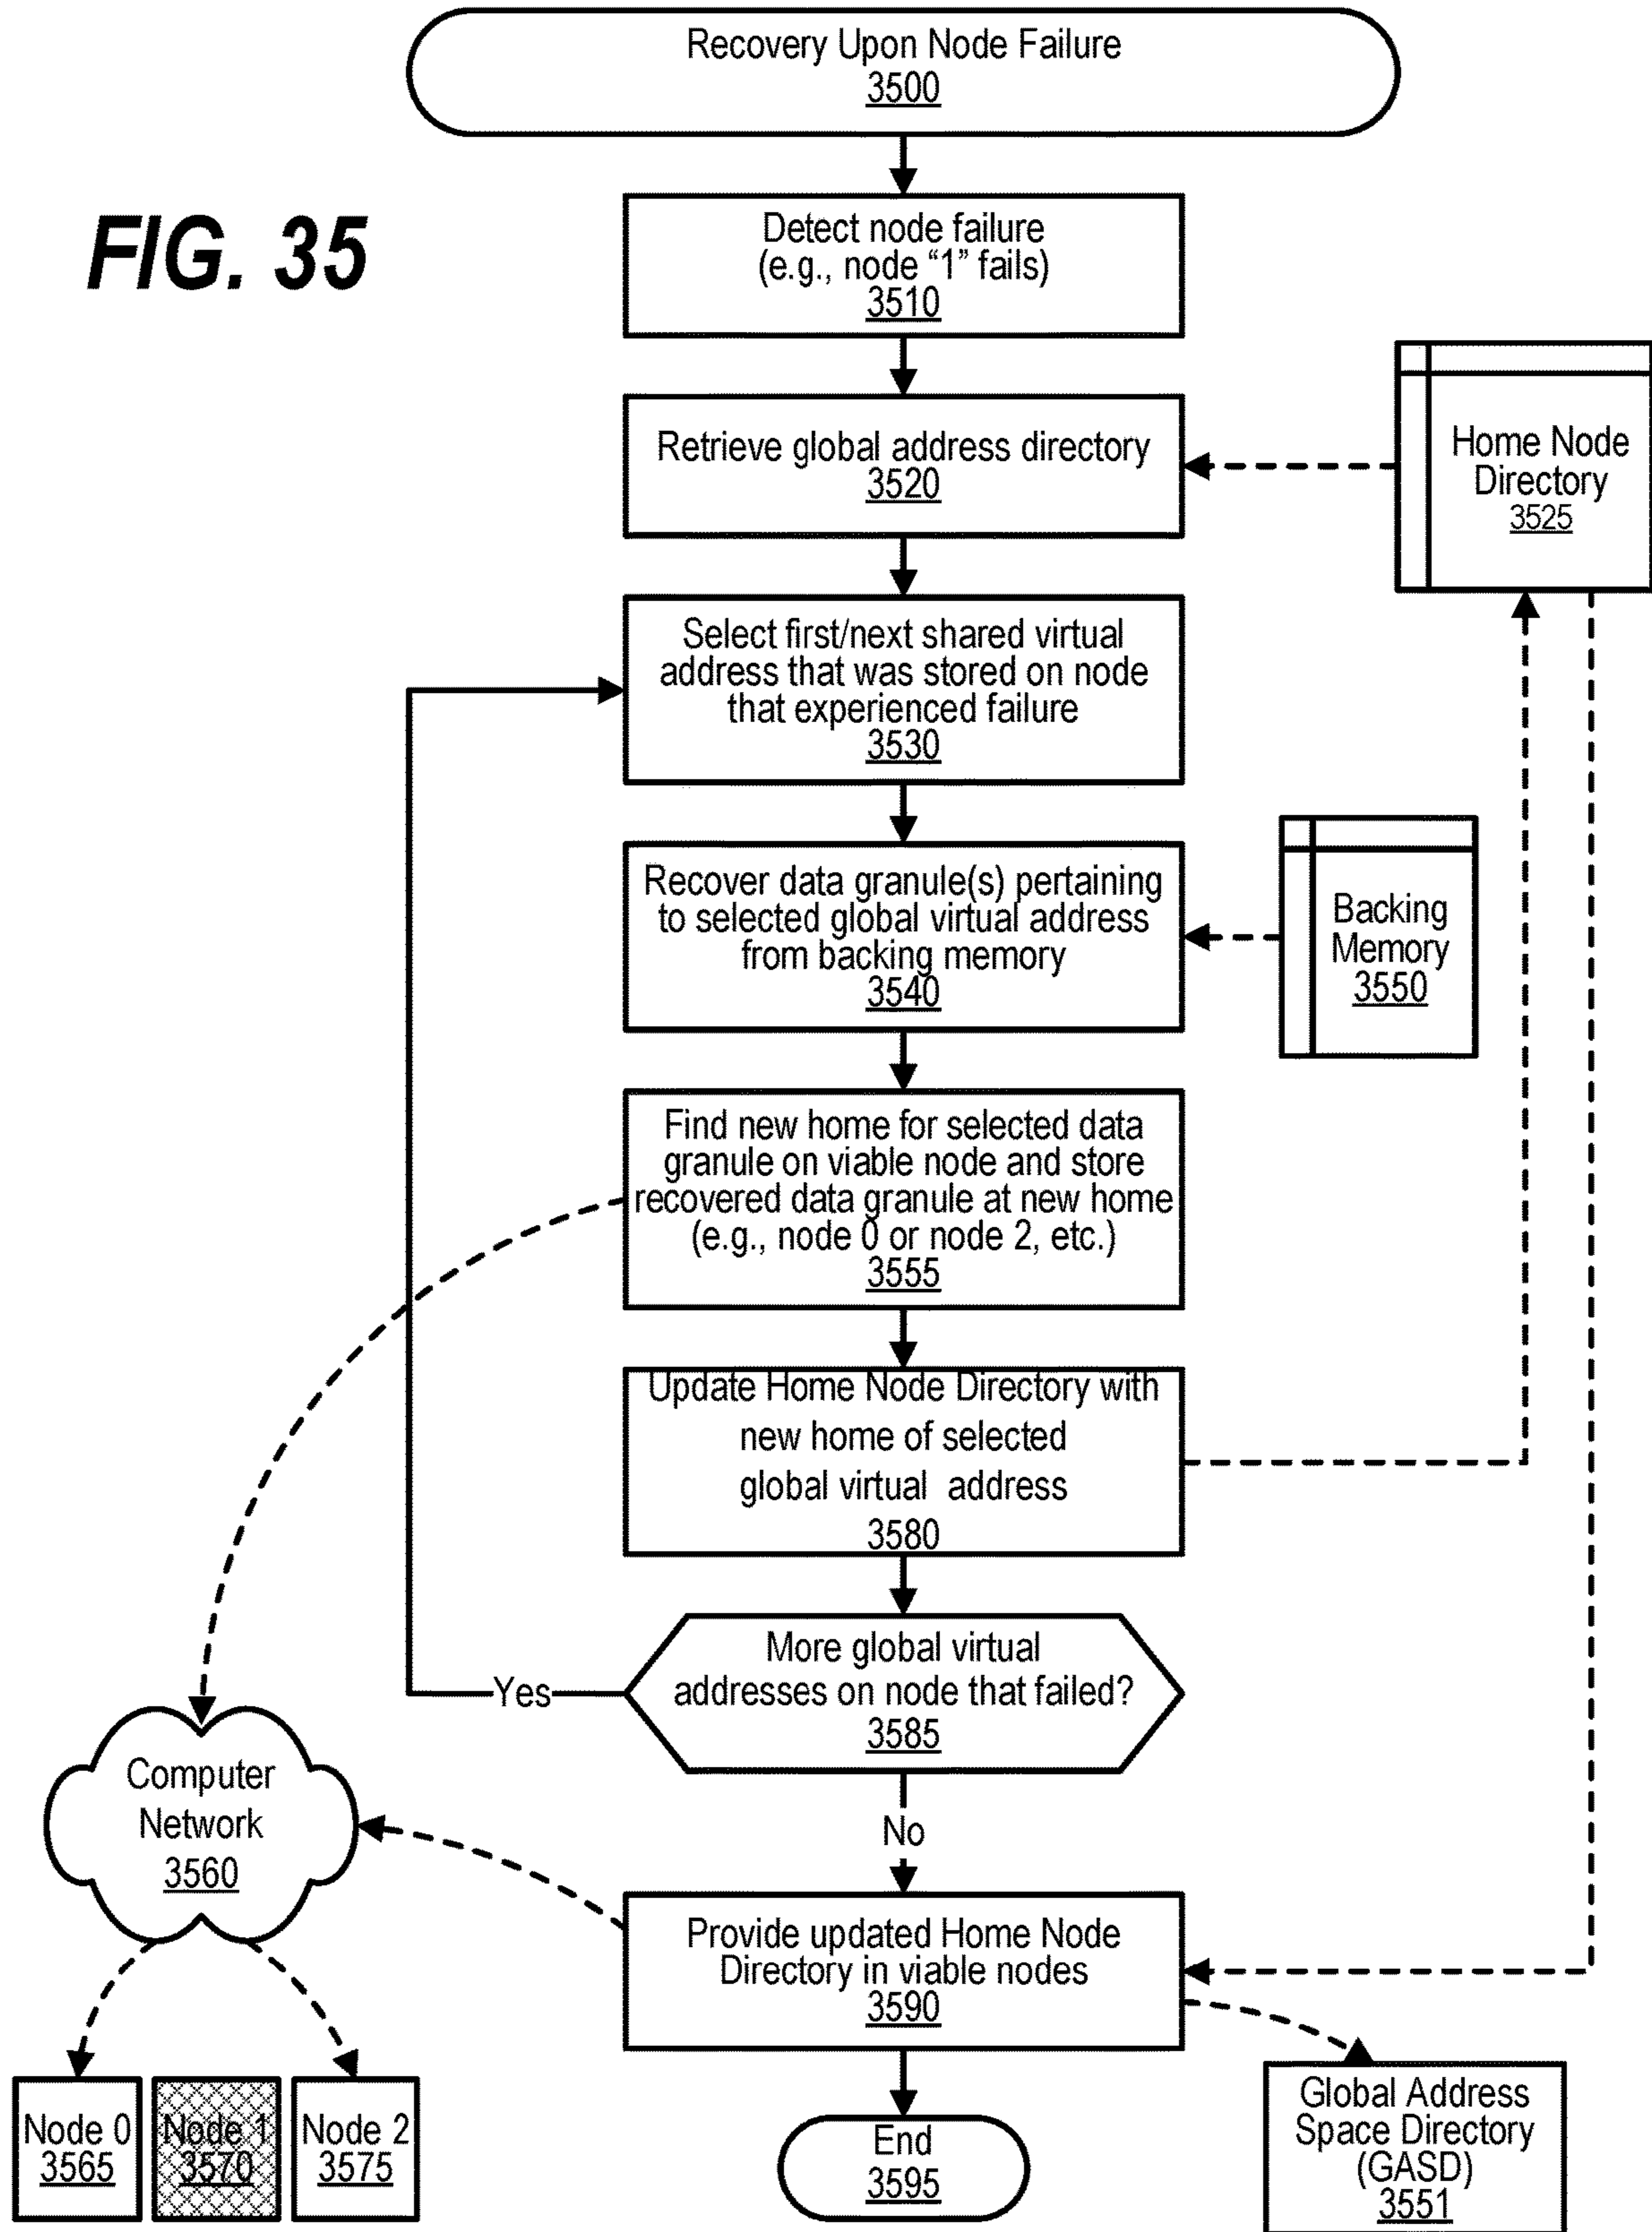 Recovery Upon Node Failure
3500
FIG. 35
Detect node failure
(e.g., node “1” fails)
3510
Retrieve global address directory
3520
Home Node
Directory
3525
Select first/next shared virtual
address that was stored on node
that experienced failure
3530
Recover data granule(s) pertaining
to selected global virtual address
from backing memory
3540
Backing
Memory
3550
Find new home for selected data
granule on viable node and store
recovered data granule at new home
(e.g., node 0 or node 2, etc.)
3555
Update Home Node Directory with
new home of selected
global virtual address
3580
More global virtual
addresses on node that failed?
3585
Yes
No
Computer
Network
3560
Provide updated Home Node
Directory in viable nodes
3590
Node 0
3565
Node 1
3570
Node 2
3575
End
3595
Global Address
Space Directory
(GASD)
3551